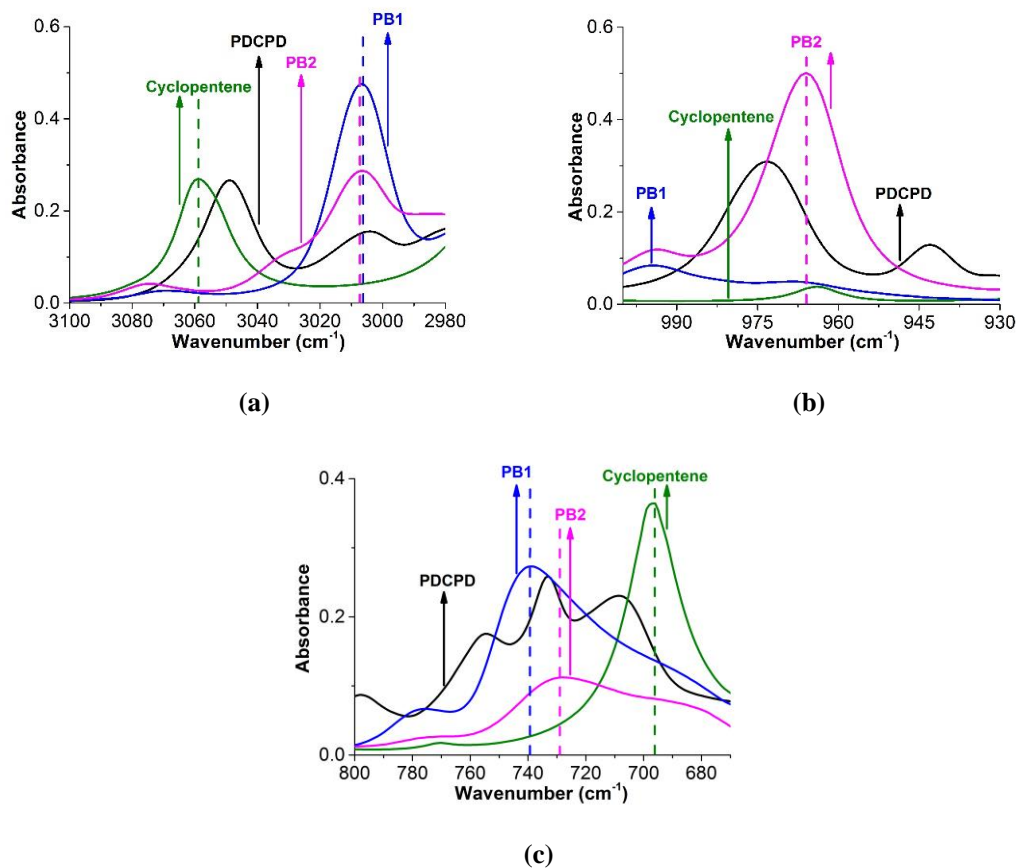 0.6
0.4
0.2
0.0
Absorbance
Cyclopentene
PDCPD
PB2
PB1
3100 3080 3060 3040 3020 3000 2980
Wavenumber (cm⁻¹)
(a)
0.6
0.4
0.2
0.0
Absorbance
PB1
Cyclopentene
PB2
PDCPD
990 975 960 945 930
Wavenumber (cm⁻¹)
(b)
0.4
0.2
0.0
Absorbance
PDCPD
PB1
PB2
Cyclopentene
800 780 760 740 720 700 680
Wavenumber (cm⁻¹)
(c)